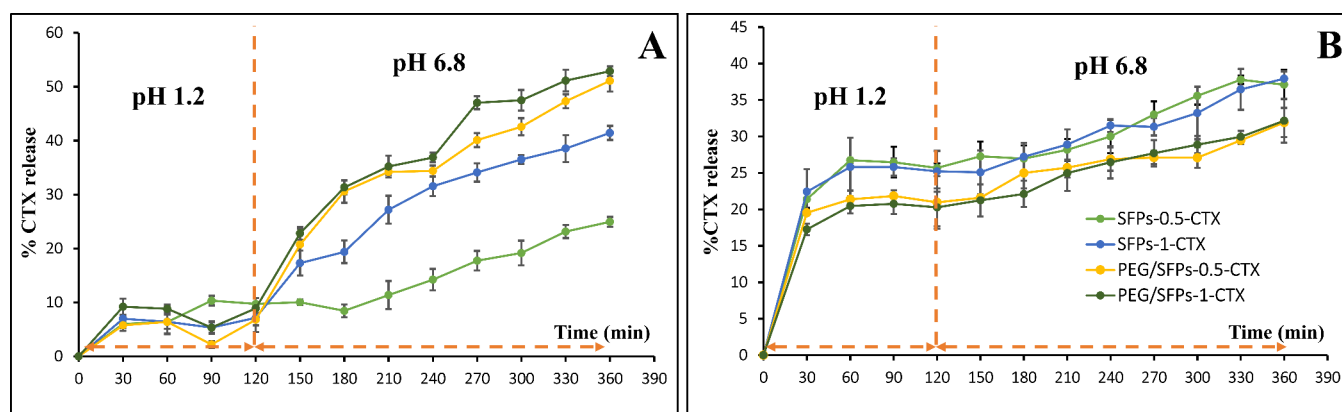 A
pH 1.2
pH 6.8
% CTX release
60
50
40
30
20
10
0
Time (min)
0 30 60 90 120 150 180 210 240 270 300 330 360 390
B
pH 1.2
pH 6.8
%CTX release
45
40
35
30
25
20
15
10
5
0
SFPs-0.5-CTX
SFPs-1-CTX
PEG/SFPs-0.5-CTX
PEG/SFPs-1-CTX
Time (min)
0 30 60 90 120 150 180 210 240 270 300 330 360 390